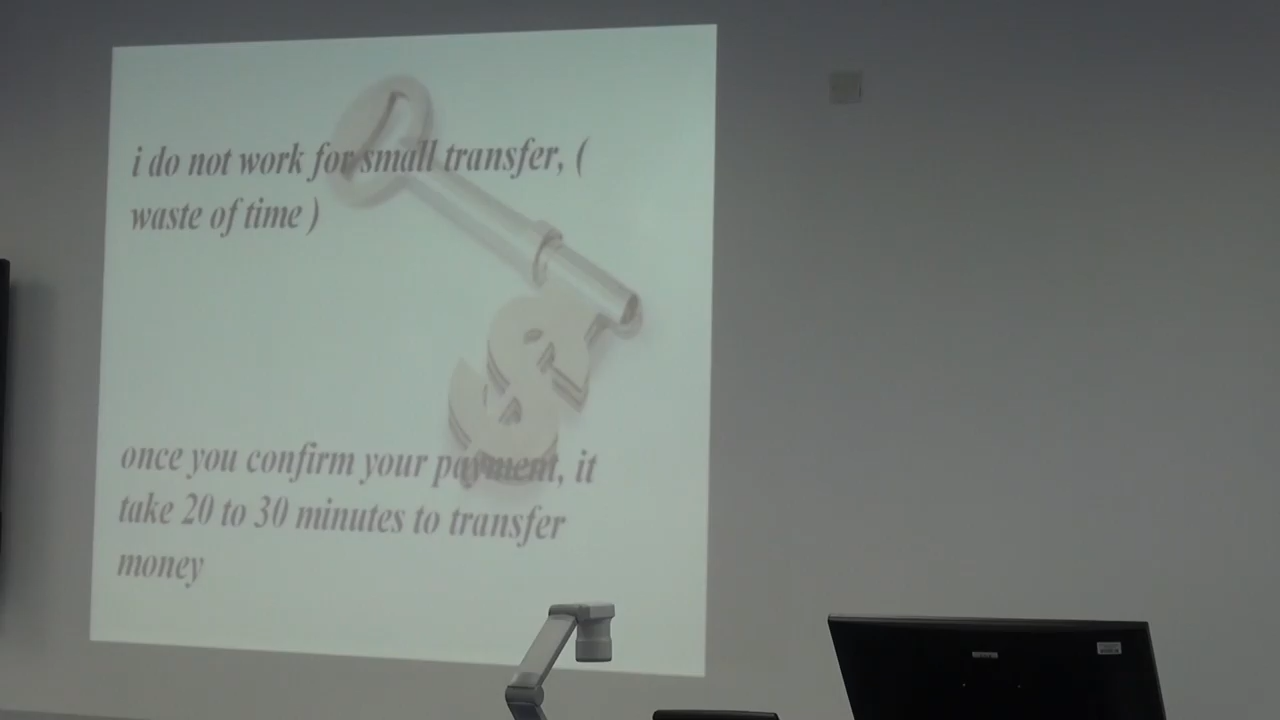 i do not work for small transfer, (
waste of time )
once you confirm your payment, it
take 20 to 30 minutes to transfer
money